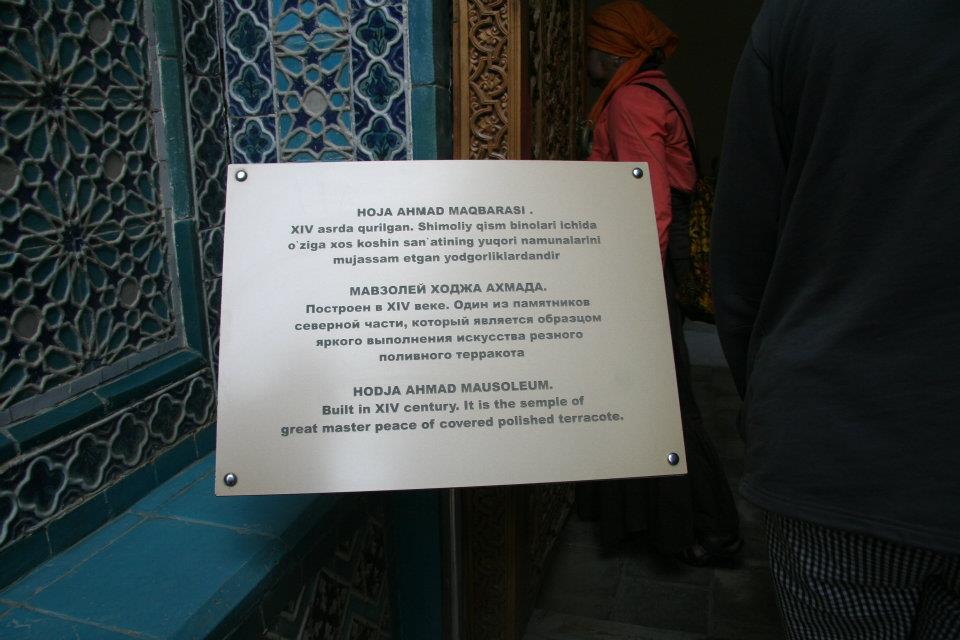 HOJA AHMAD MAQBARASI .
XIV asrda qurilgan. Shimoliy qism binolari ichida
o`ziga xos koshin san`atining yuqori namunalarini
mujassam etgan yodgorliklardandir
МАВЗОЛЕЙ ХОДЖА АХМАДА.
Построен в XIV веке. Один из памятников
северной части, который является образцом
яркого выполнения искусства резного
поливного терракота
HODJA AHMAD MAUSOLEUM.
Built in XIV century. It is the semple of
great master peace of covered polished terracote.